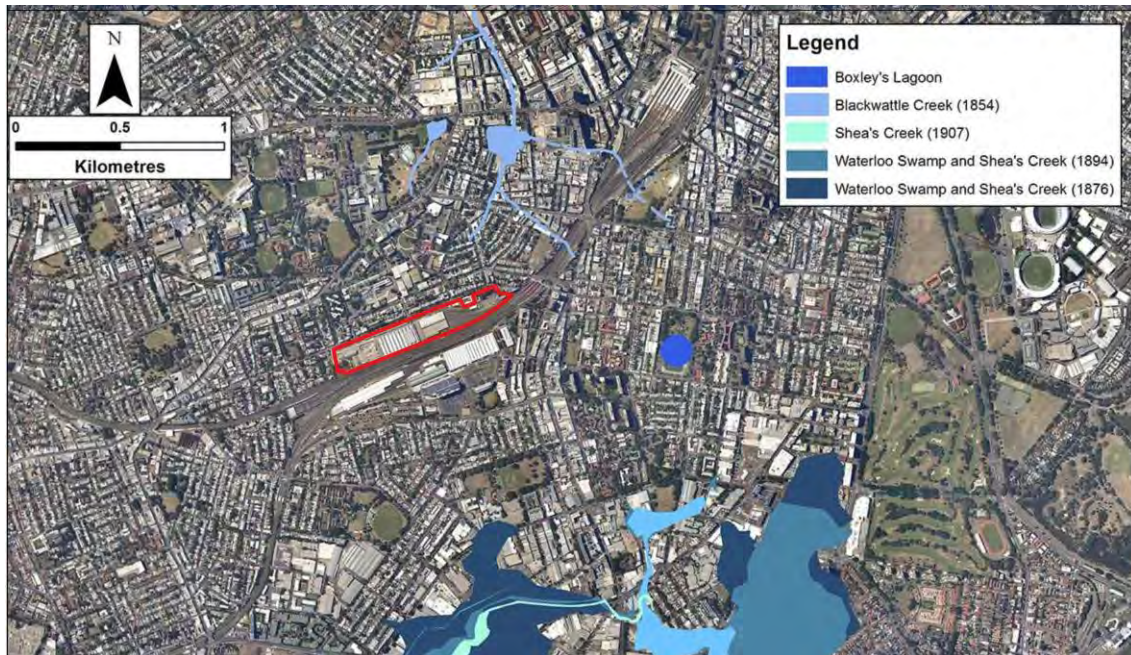 N
0 0.5 1
Kilometres
Legend
Boxley's Lagoon
Blackwattle Creek (1854)
Shea's Creek (1907)
Waterloo Swamp and Shea's Creek (1894)
Waterloo Swamp and Shea's Creek (1876)